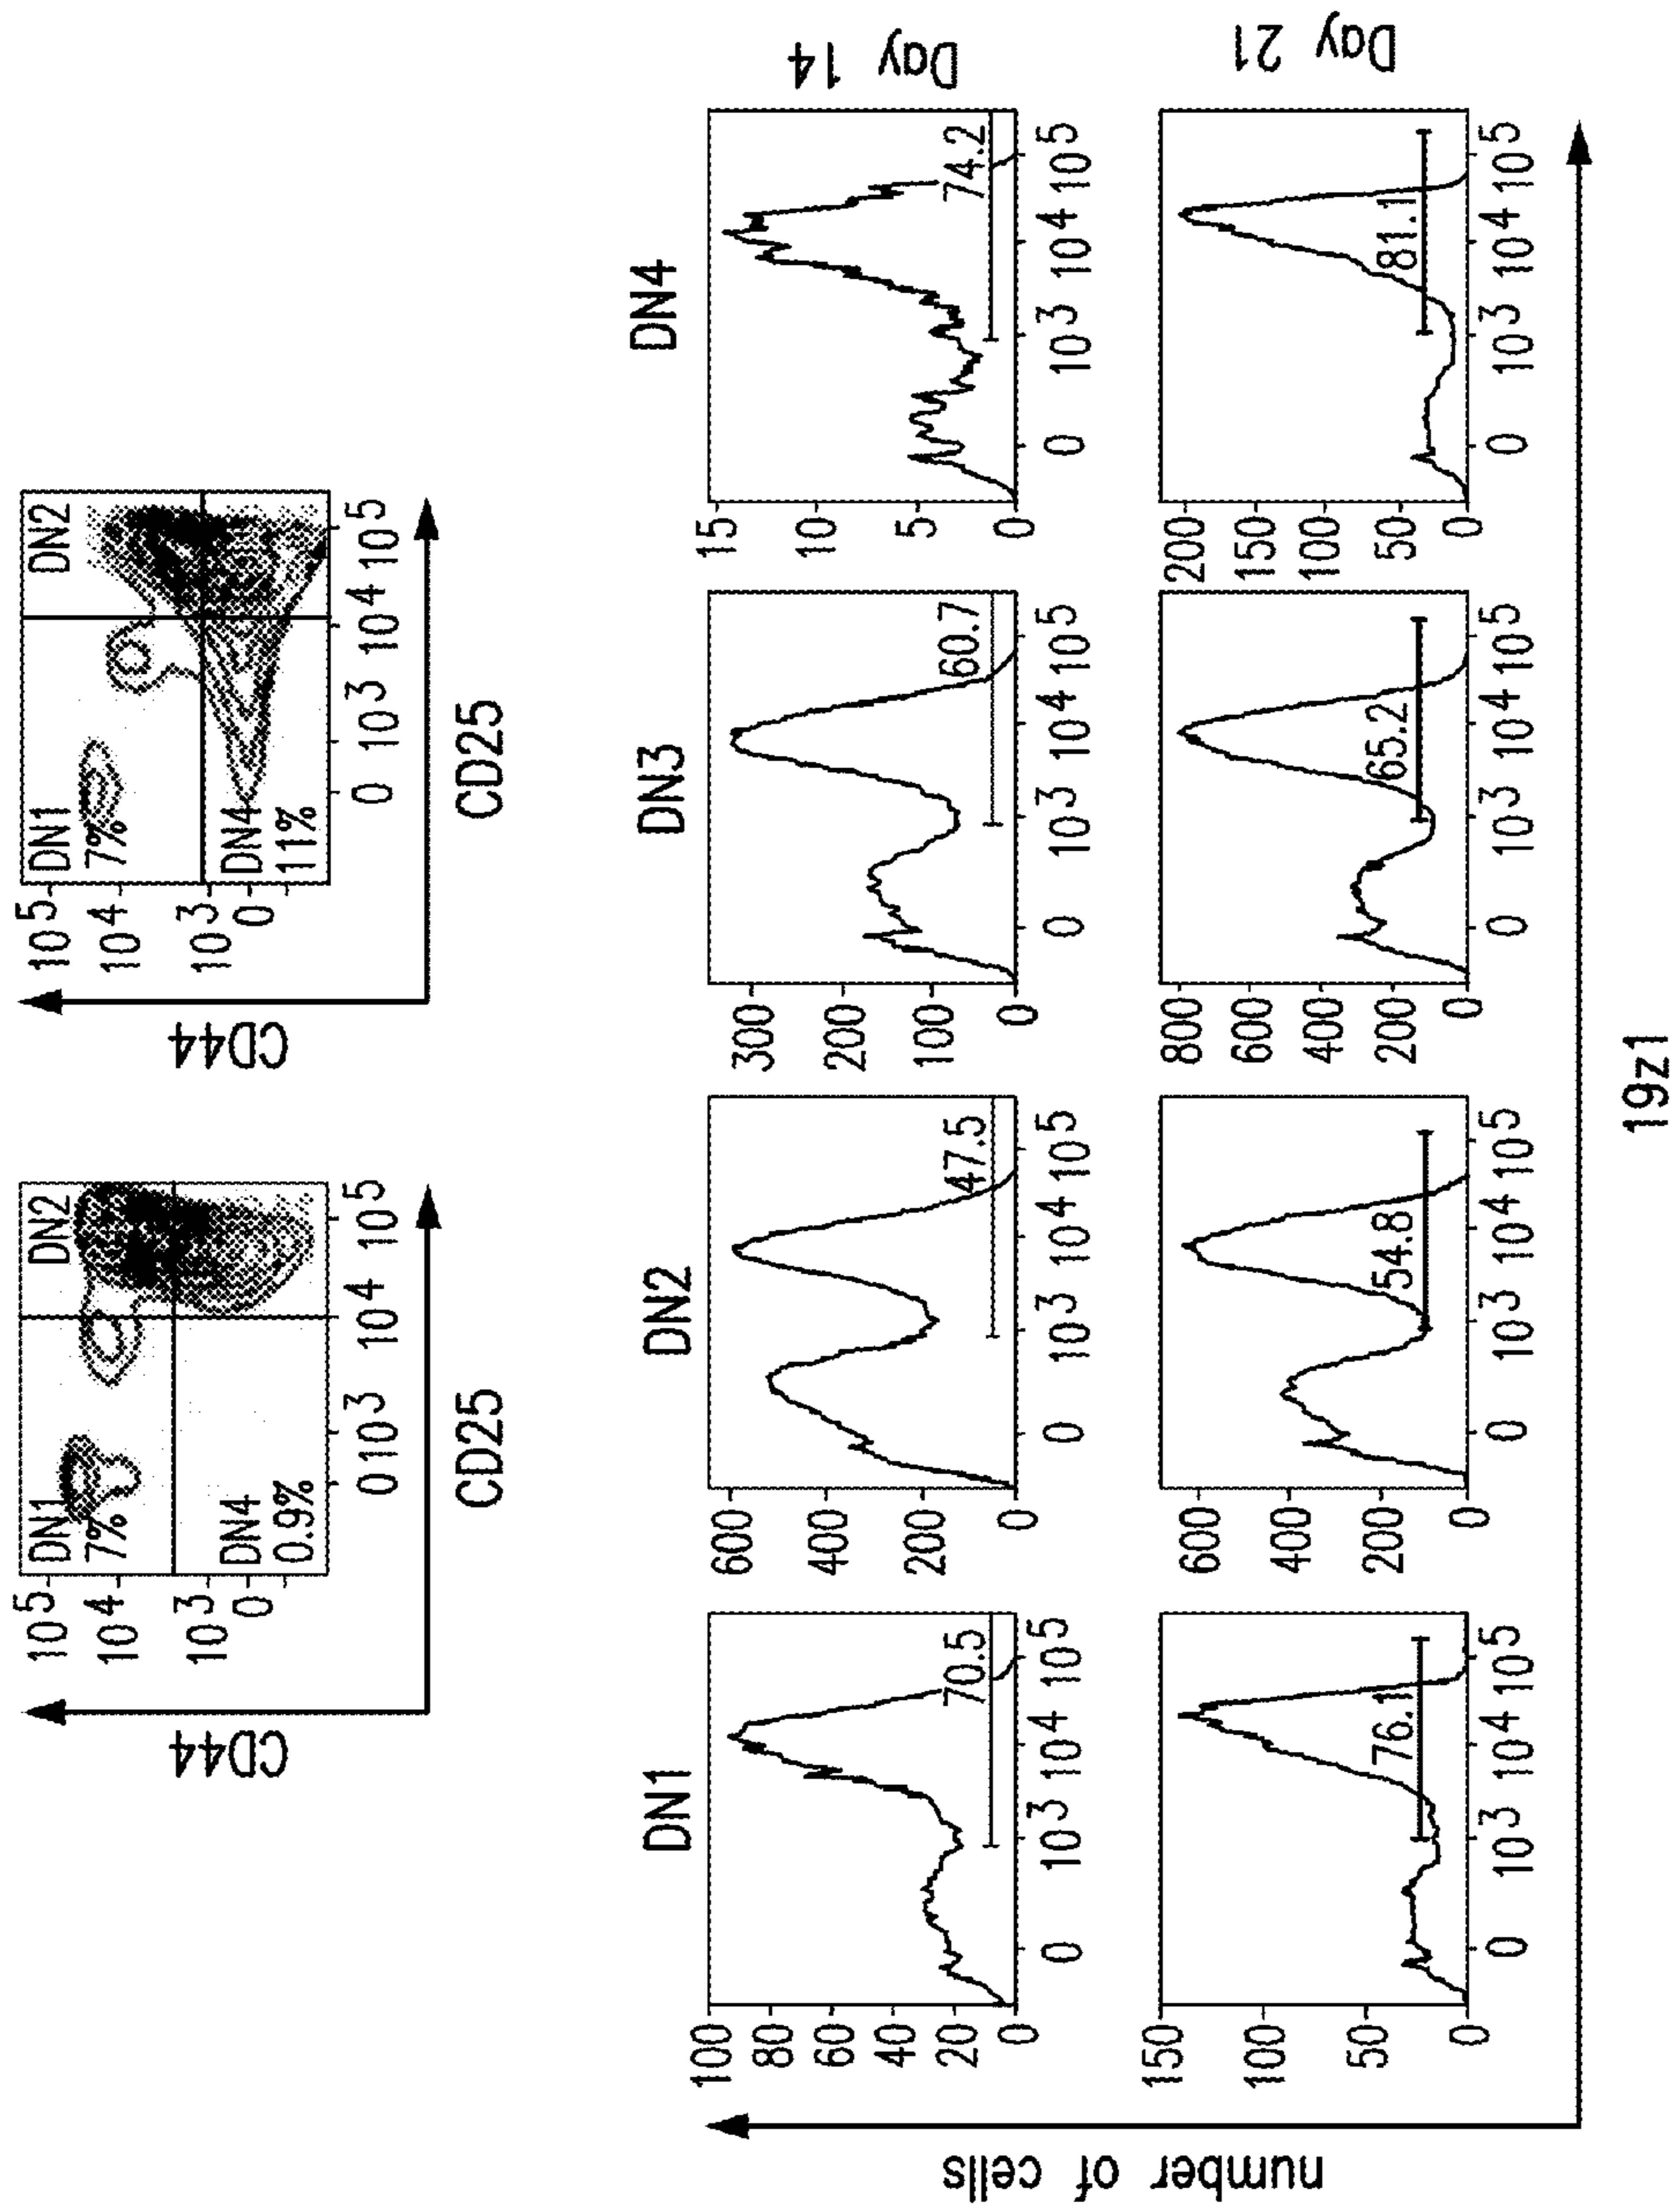 DN1
7%
DN2
DN4
0.9%
10^5
10^4
10^3
0
0 10^3 10^4 10^5
CD44
CD25
DN1
7%
DN2
DN4
11%
10^5
10^4
10^3
0
0 10^3 10^4 10^5
CD44
CD25
DN1 DN2 DN3 DN4
100
80
60
40
20
0
70.5
0 10^3 10^4 10^5
600
400
200
0
47.5
0 10^3 10^4 10^5
300
200
100
0
60.7
0 10^3 10^4 10^5
15
10
5
0
74.2
0 10^3 10^4 10^5
Day 14
150
100
50
0
76.1
0 10^3 10^4 10^5
600
400
200
0
54.8
0 10^3 10^4 10^5
800
600
400
200
0
65.2
0 10^3 10^4 10^5
200
150
100
50
0
81.1
0 10^3 10^4 10^5
Day 21
number of cells
19z1